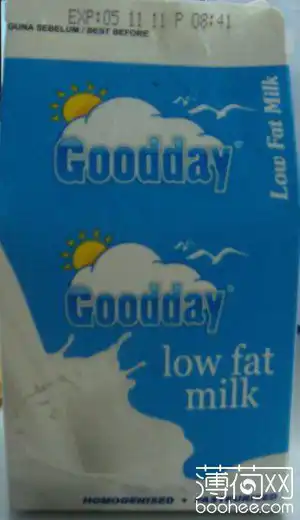 EXP:05 11 11 P 08:41
GUNA SEBELUM / BEST BEFORE
Low Fat Milk
Goodday
Goodday
low fat
milk
HOMOGENISED • PASTEURISED
薄荷网
boohee.com